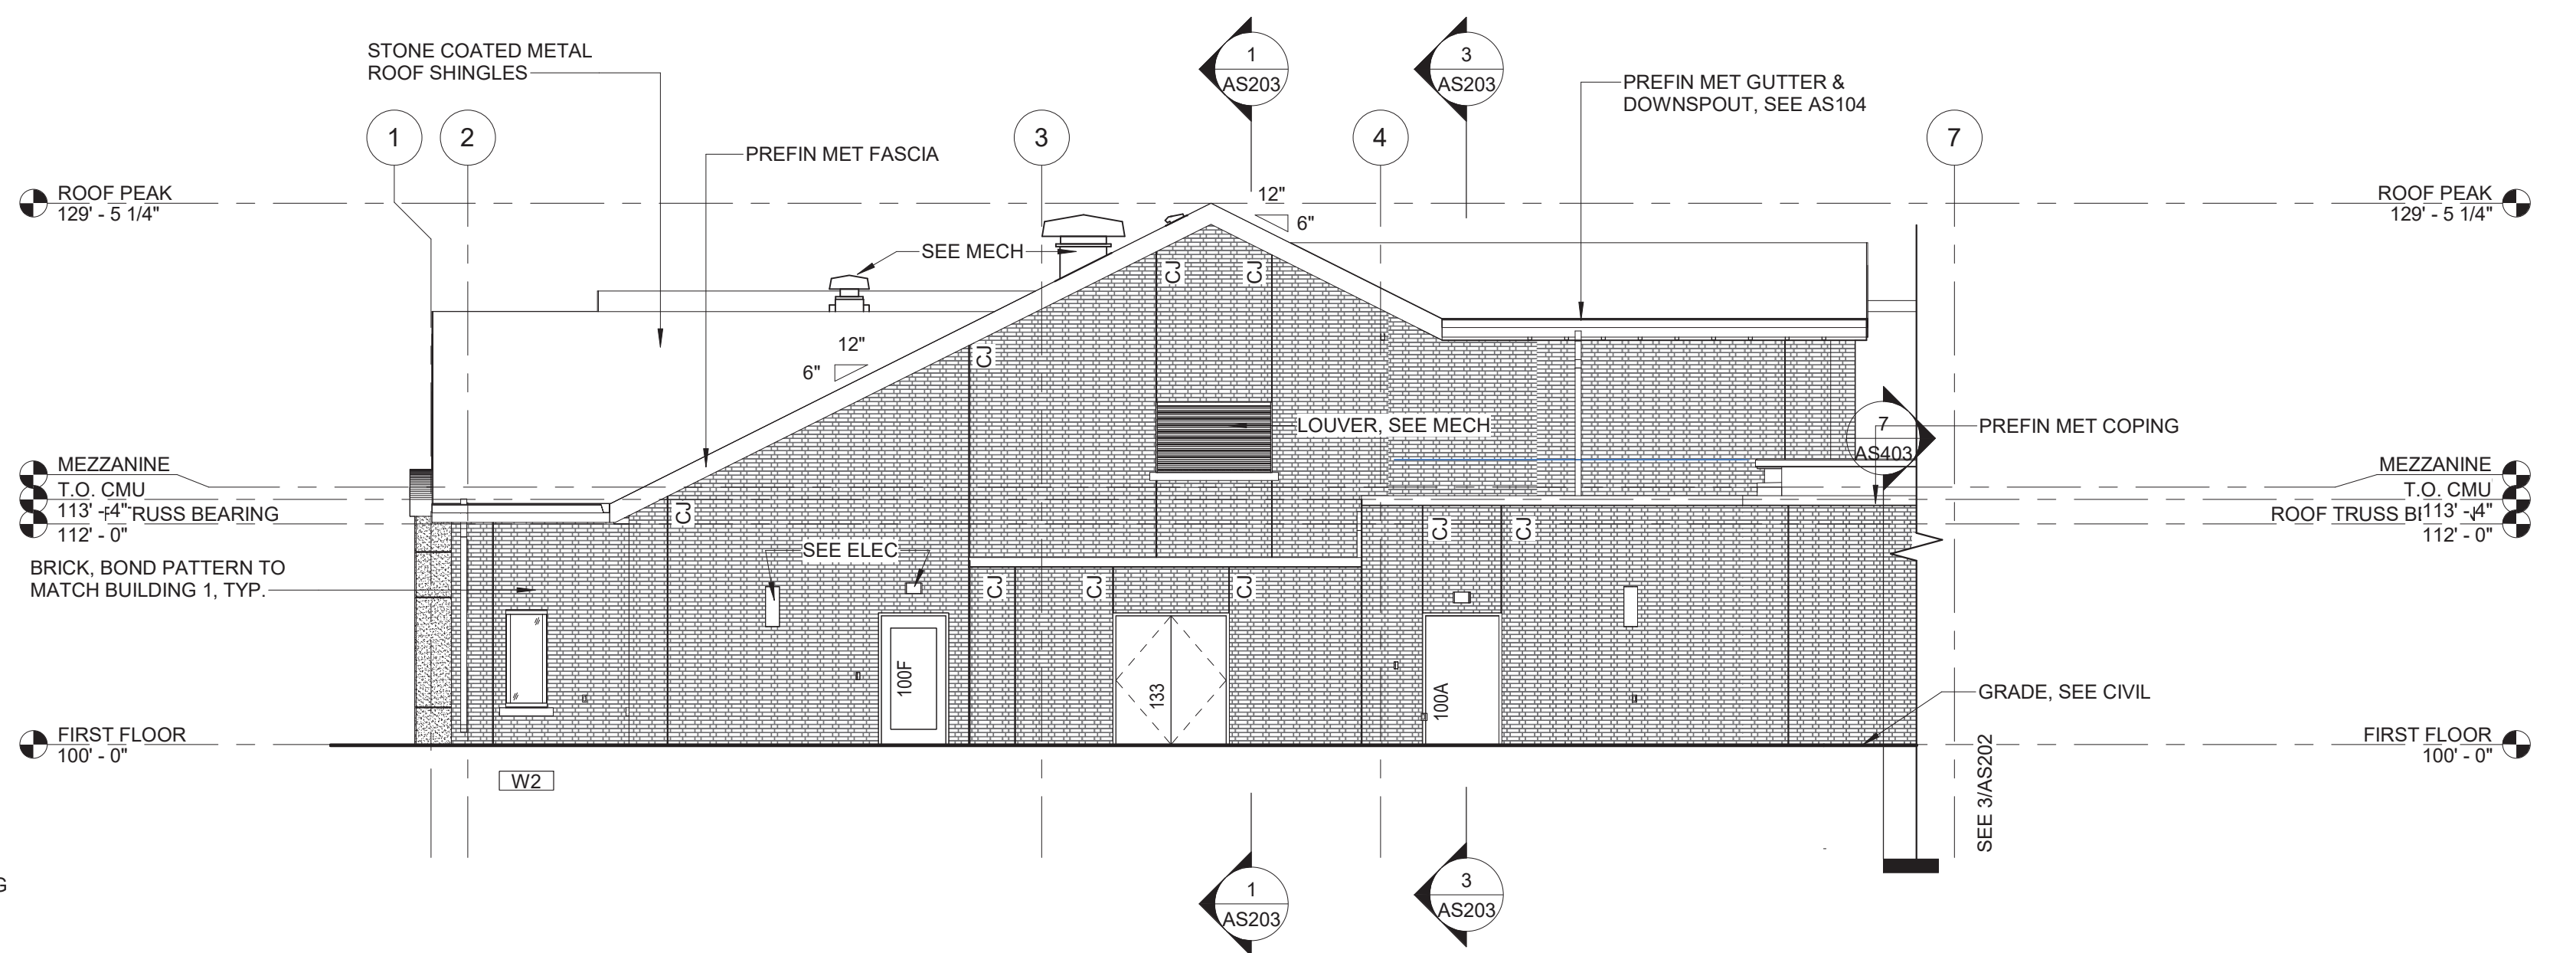 STONE COATED METAL
ROOF SHINGLES
1
AS203
3
AS203
PREFIN MET GUTTER &
DOWNSPOUT, SEE AS104
1
2
3
4
7
PREFIN MET FASCIA
ROOF PEAK
129' - 5 1/4"
12"
6"
ROOF PEAK
129' - 5 1/4"
SEE MECH
CJ
CJ
12"
6"
CJ
LOUVER, SEE MECH
7
AS403
PREFIN MET COPING
MEZZANINE
T.O. CMU
113' - 4"
RUSS BEARING
112' - 0"
MEZZANINE
T.O. CMU
113' - 4"
ROOF TRUSS
112' - 0"
CJ
CJ
CJ
SEE ELEC
BRICK, BOND PATTERN TO
MATCH BUILDING 1, TYP.
CJ
CJ
CJ
100F
133
100A
GRADE, SEE CIVIL
FIRST FLOOR
100' - 0"
FIRST FLOOR
100' - 0"
W2
SEE 3/AS202
1
AS203
3
AS203
G